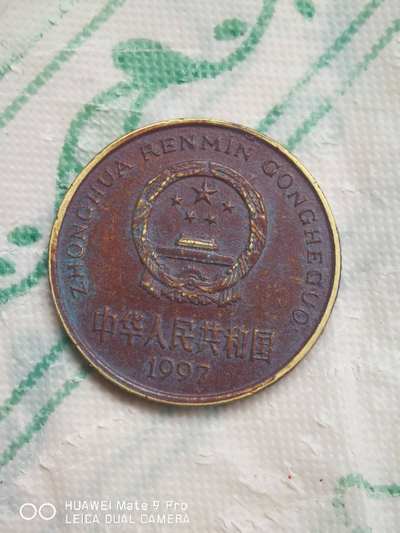 ZHONGHUA RENMIN GONGHEGUO
中华人民共和国
1997
HUAWEI Mate 9 Pro
LEICA DUAL CAMERA